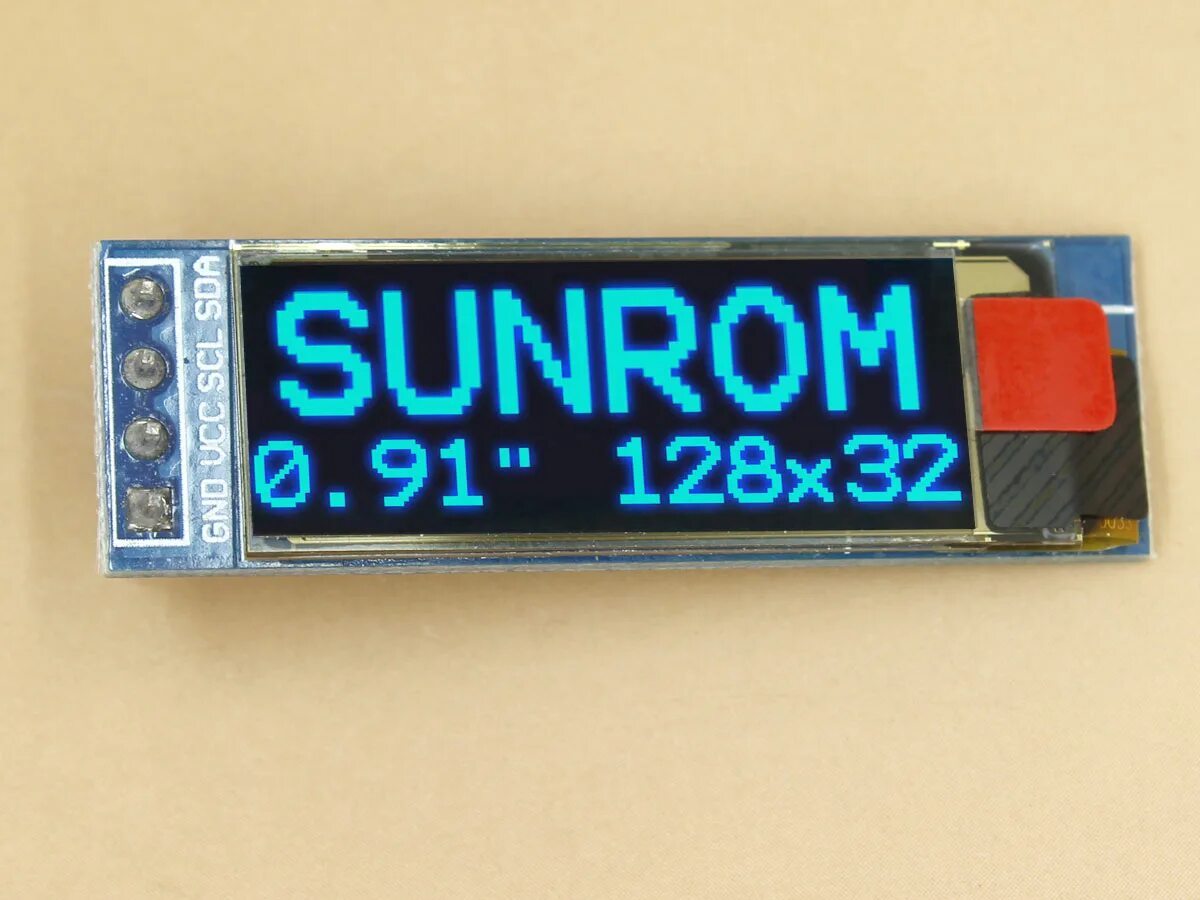 SUNROM
0.91" 128x32
GND VCC SCL SDA